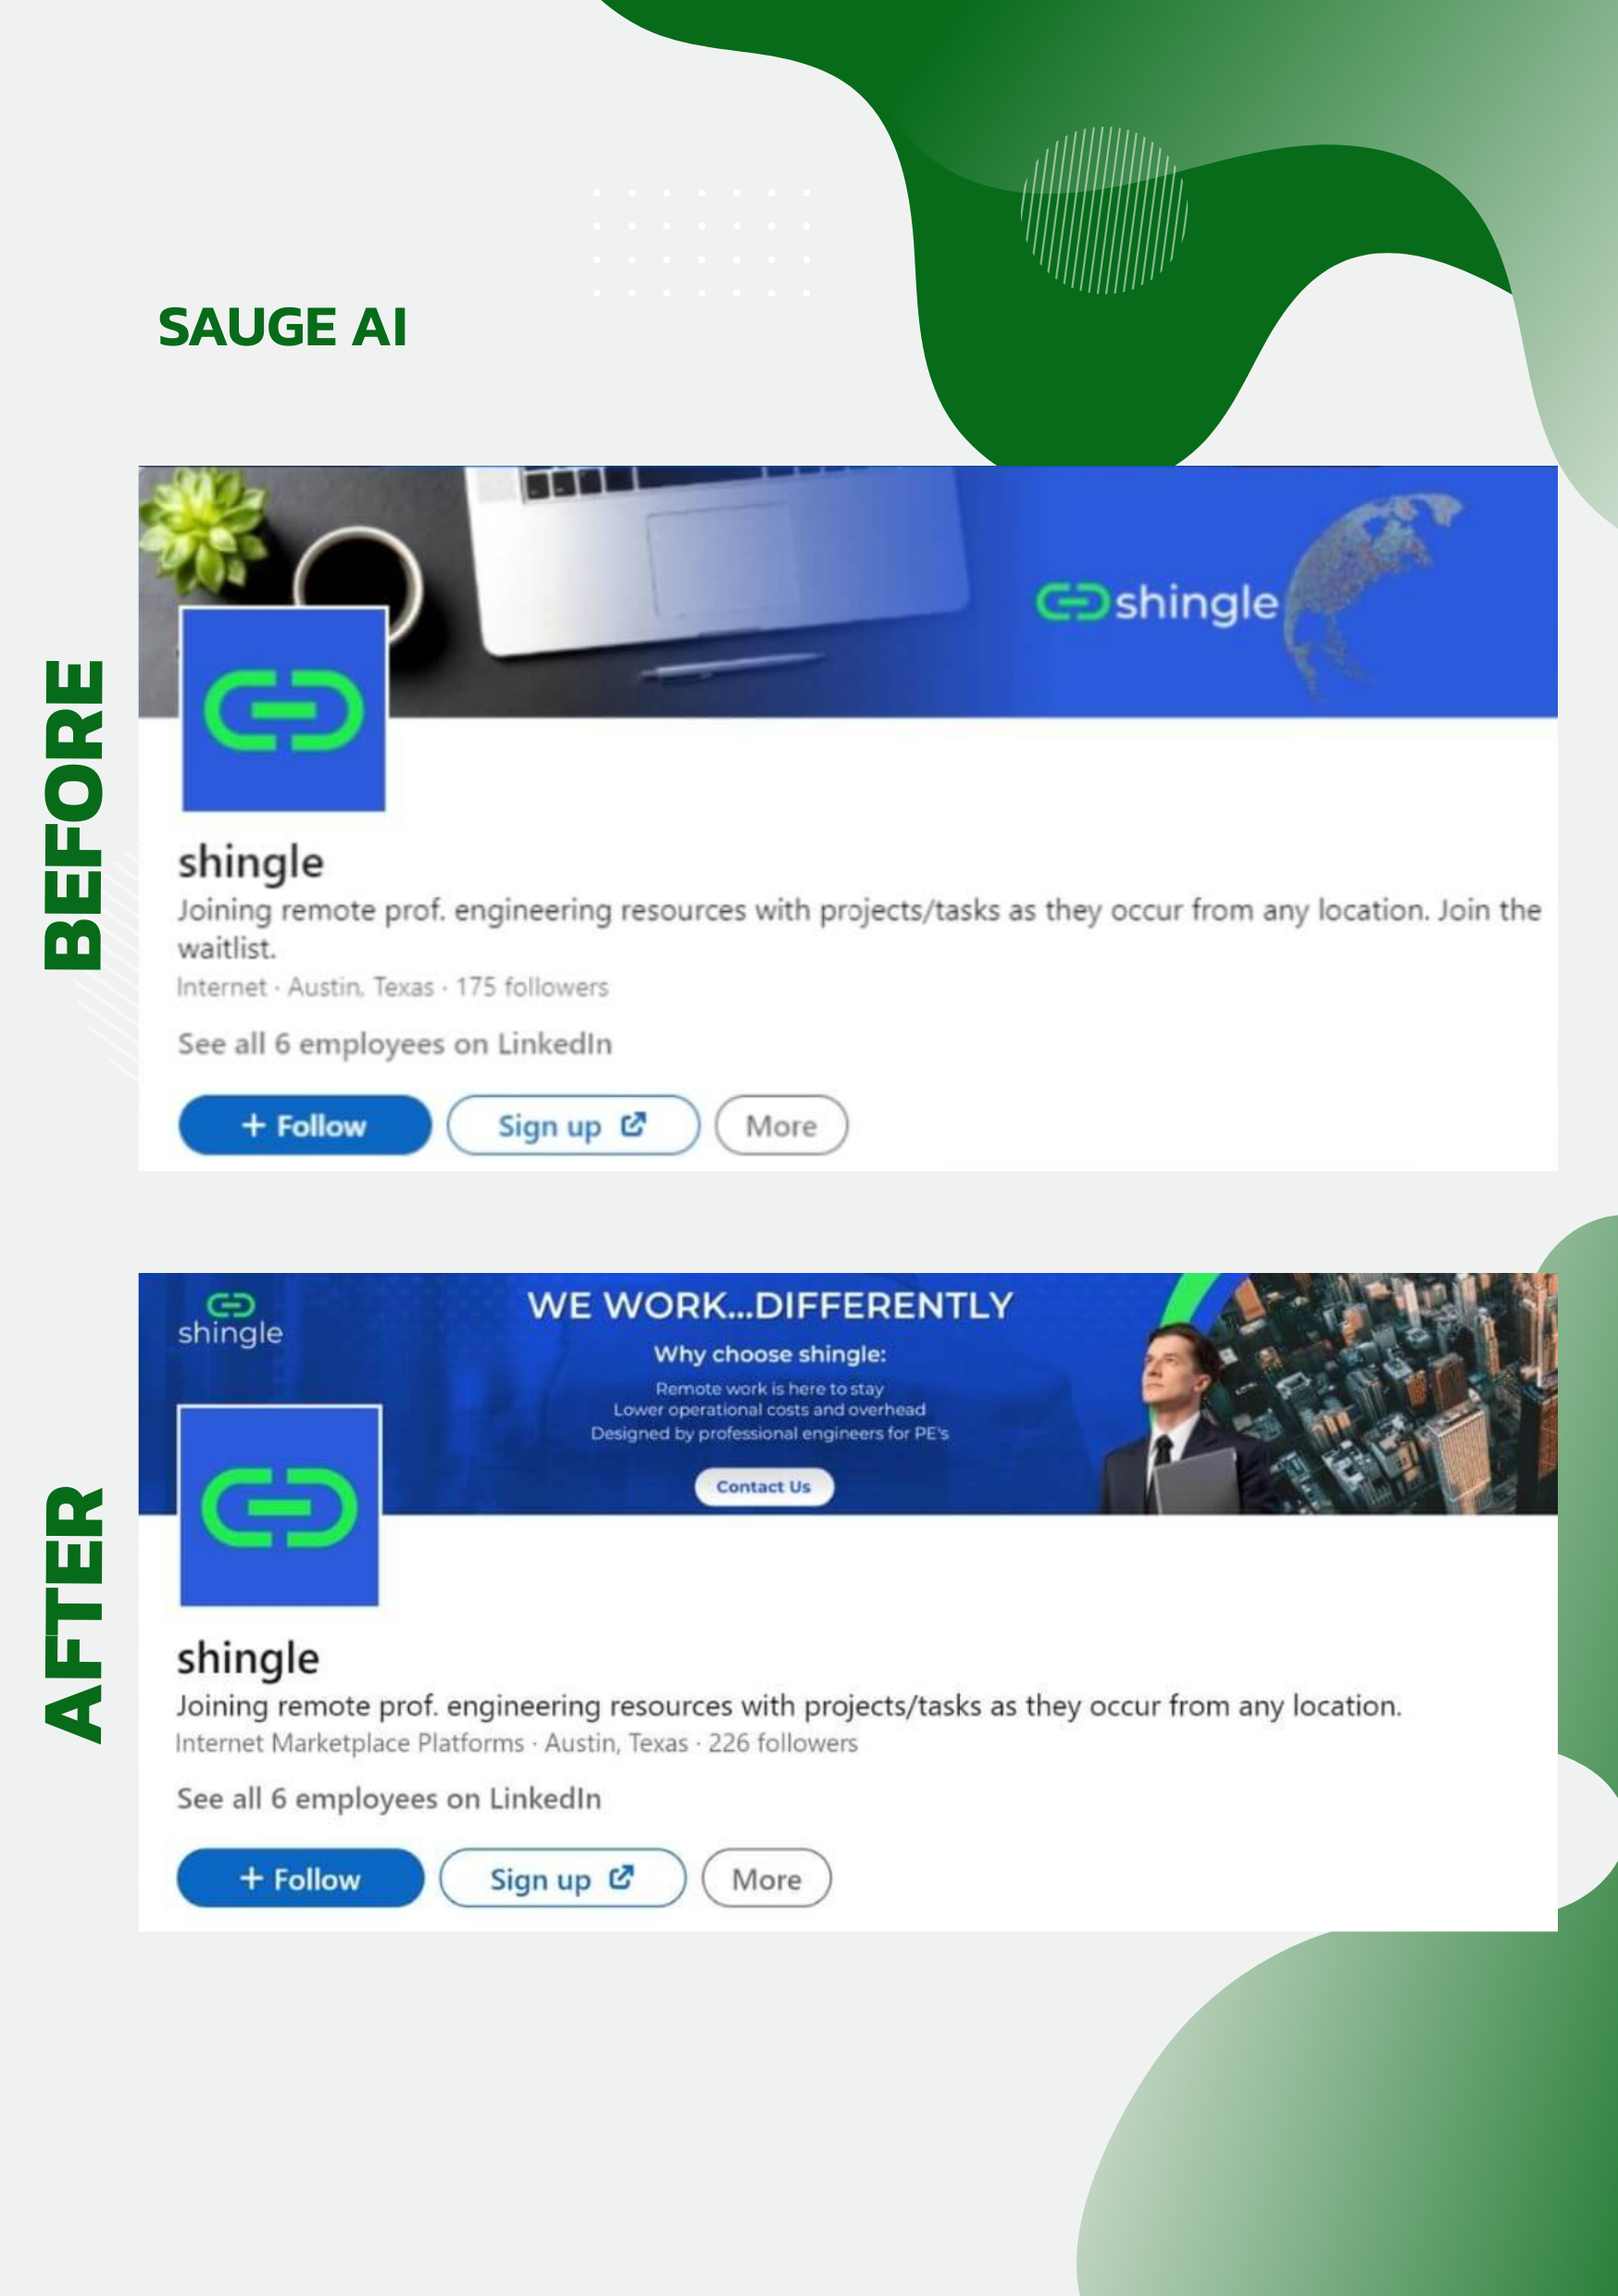 SAUGE AI
BEFORE
shingle
shingle
Joining remote prof. engineering resources with projects/tasks as they occur from any location. Join the
waitlist.
Internet · Austin, Texas · 175 followers
See all 6 employees on LinkedIn
+ Follow
Sign up
More
AFTER
shingle
WE WORK...DIFFERENTLY
Why choose shingle:
Remote work is here to stay
Lower operational costs and overhead
Designed by professional engineers for PE's
Contact Us
shingle
Joining remote prof. engineering resources with projects/tasks as they occur from any location.
Internet Marketplace Platforms · Austin, Texas · 226 followers
See all 6 employees on LinkedIn
+ Follow
Sign up
More